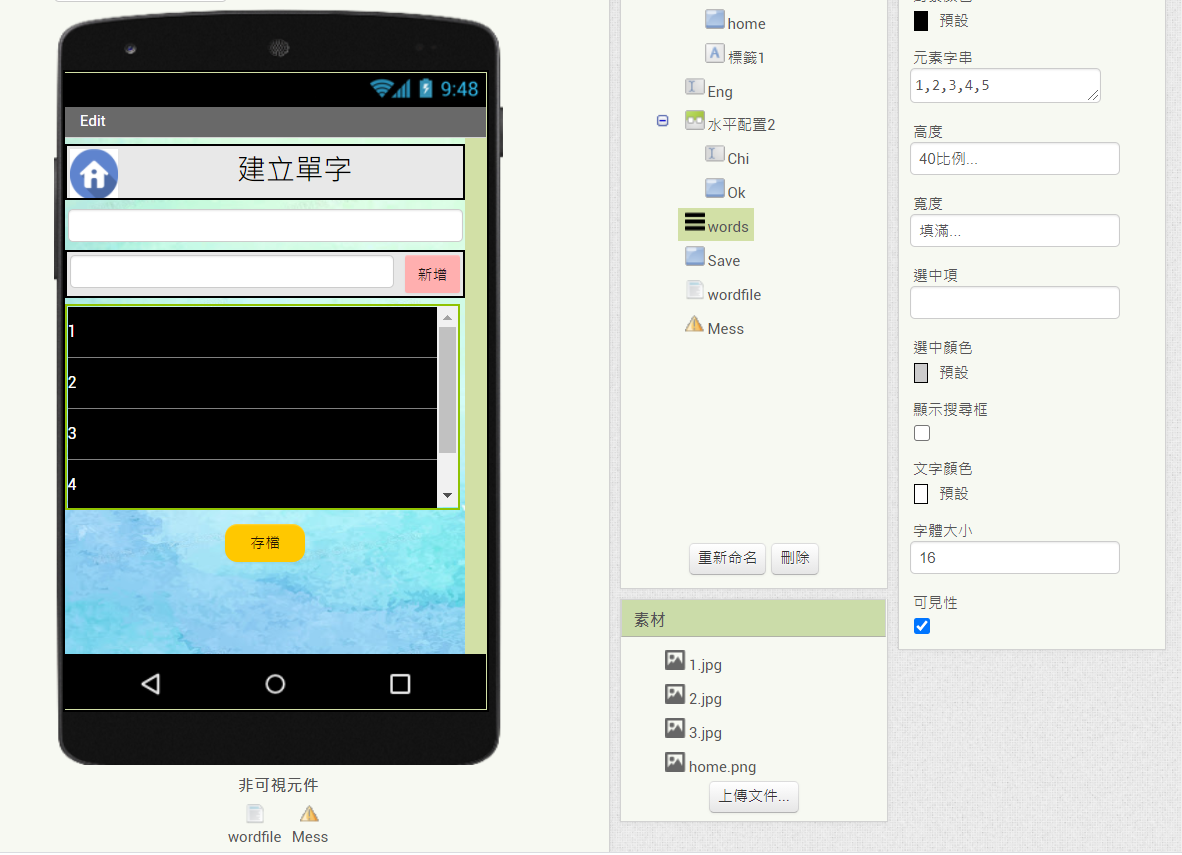 9:48
Edit
建立單字
新增
1
2
3
4
存檔
非可視元件
wordfile
Mess
home
標籤1
Eng
水平配置2
Chi
Ok
words
Save
wordfile
Mess
重新命名
刪除
素材
1.jpg
2.jpg
3.jpg
home.png
上傳文件...
預設
元素字串
1,2,3,4,5
高度
40比例...
寬度
填滿...
選中項
選中顏色
預設
顯示搜尋框
文字顏色
預設
字體大小
16
可見性